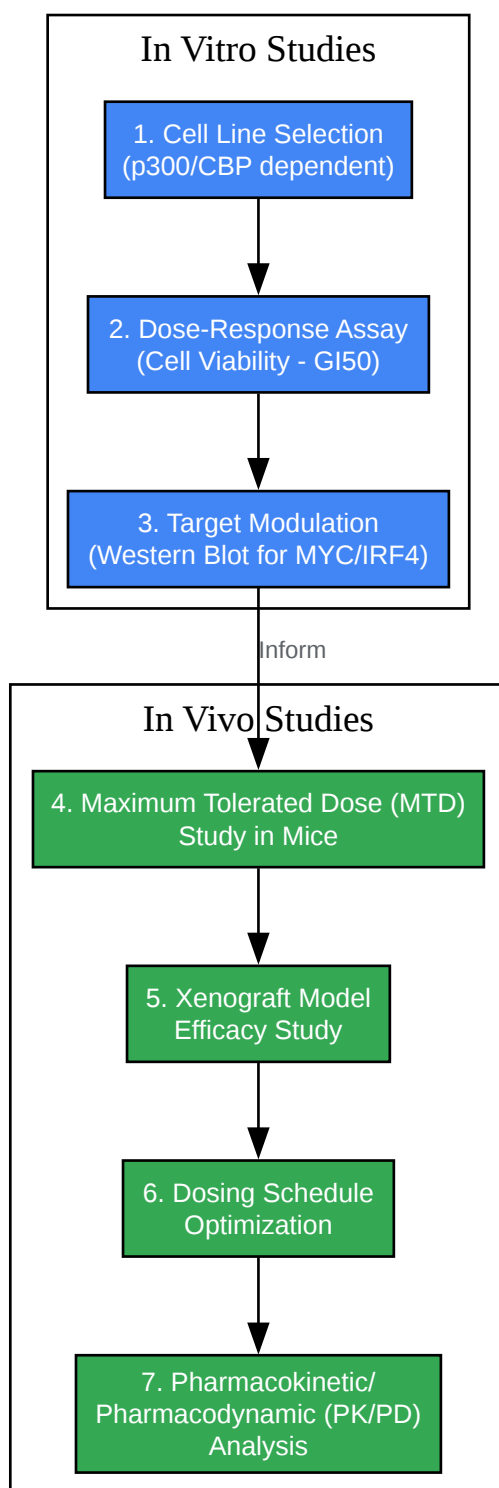 In Vitro Studies
1. Cell Line Selection
(p300/CBP dependent)
2. Dose-Response Assay
(Cell Viability - GI50)
3. Target Modulation
(Western Blot for MYC/IRF4)
Inform
In Vivo Studies
4. Maximum Tolerated Dose (MTD)
Study in Mice
5. Xenograft Model
Efficacy Study
6. Dosing Schedule
Optimization
7. Pharmacokinetic/
Pharmacodynamic (PK/PD)
Analysis